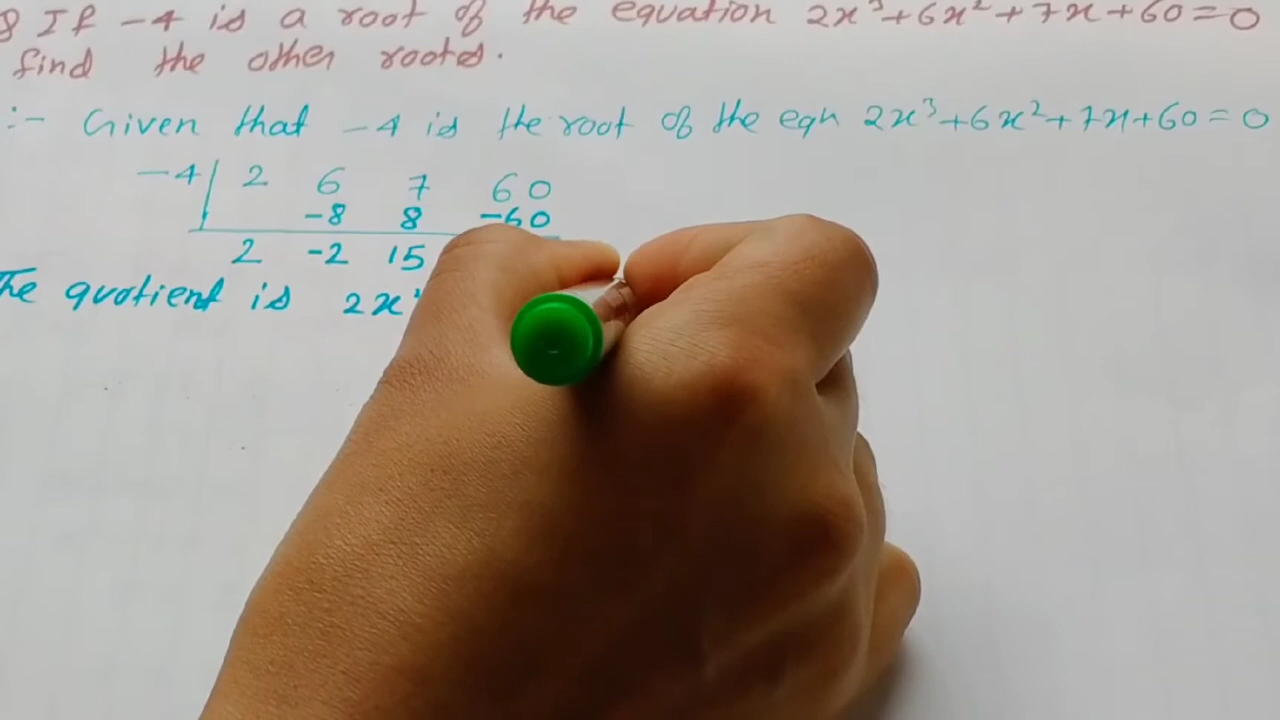 8 If -4 is a root of the equation 2x³+6x²+7x+60=0
find the other roots.
:- Given that -4 is the root of the eqn 2x³+6x²+7x+60=0
-4 | 2 6 7 60
-8 8 -60
2 -2 15
The quotient is 2x²